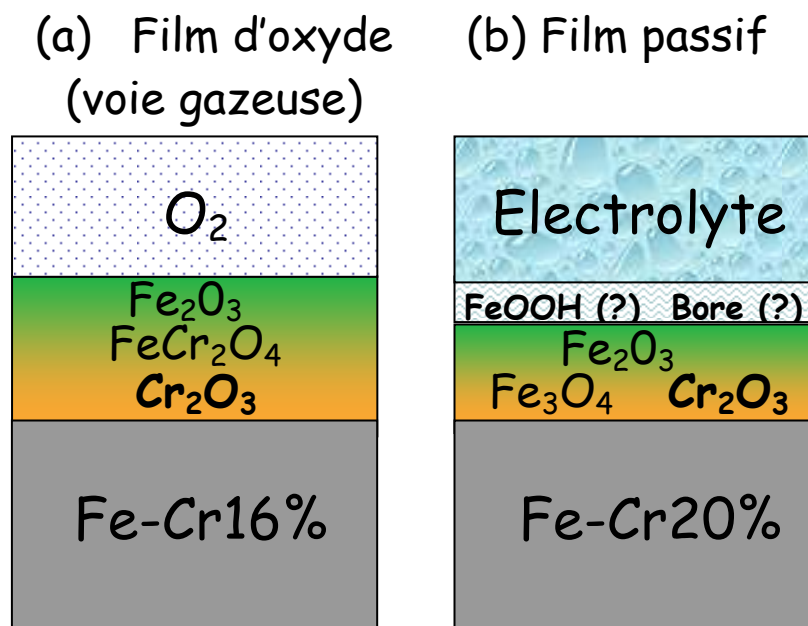 (a) Film d'oxyde
(voie gazeuse)
O₂
Fe₂O₃
FeCr₂O₄
Cr₂O₃
Fe-Cr16%
(b) Film passif
Electrolyte
FeOOH (?) Bore (?)
Fe₂O₃
Fe₃O₄ Cr₂O₃
Fe-Cr20%